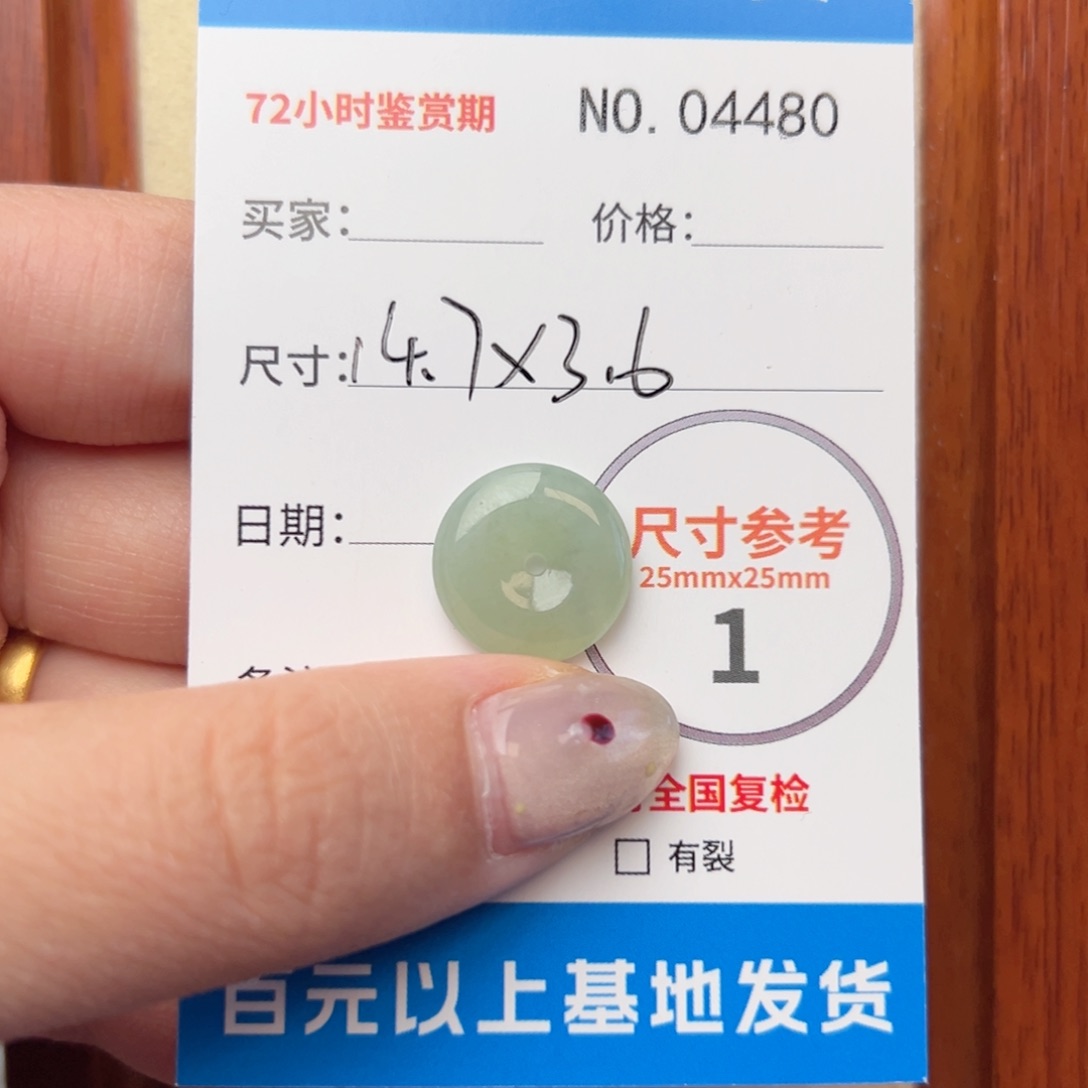 72小时鉴赏期 NO. 04480
买家: 价格:
尺寸: 14.7×3.6
日期:
尺寸参考
25mmx25mm
1
全国复检
□ 有裂
百元以上基地发货